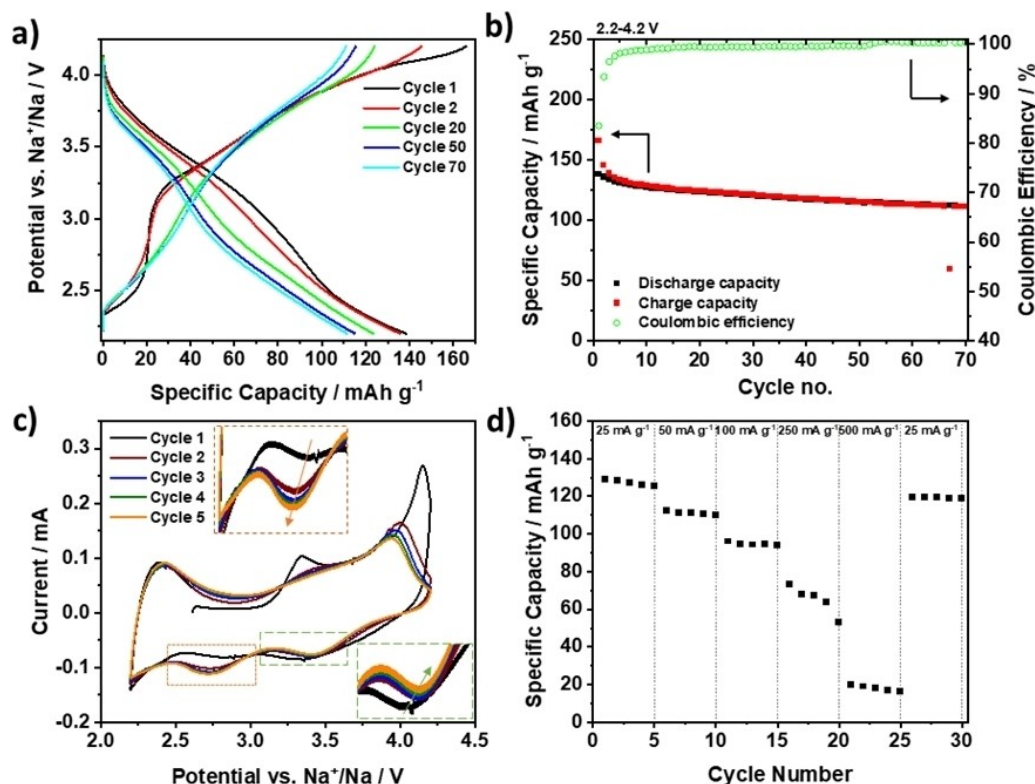 a)
4.0
3.5
3.0
2.5
0 20 40 60 80 100 120 140 160
Potential vs. Na⁺/Na / V
Specific Capacity / mAh g⁻¹
Cycle 1
Cycle 2
Cycle 20
Cycle 50
Cycle 70
b)
2.2-4.2 V
250
200
150
100
50
0
100
90
80
70
60
50
40
0 10 20 30 40 50 60 70
Specific Capacity / mAh g⁻¹
Coulombic Efficiency / %
Discharge capacity
Charge capacity
Coulombic efficiency
Cycle no.
c)
0.3
0.2
0.1
0.0
-0.1
-0.2
2.0 2.5 3.0 3.5 4.0 4.5
Current / mA
Potential vs. Na⁺/Na / V
Cycle 1
Cycle 2
Cycle 3
Cycle 4
Cycle 5
d)
160
140
120
100
80
60
40
20
0
0 5 10 15 20 25 30
Specific Capacity / mAh g⁻¹
25 mA g⁻¹ 50 mA g⁻¹ 100 mA g⁻¹ 250 mA g⁻¹ 500 mA g⁻¹ 25 mA g⁻¹
Cycle Number